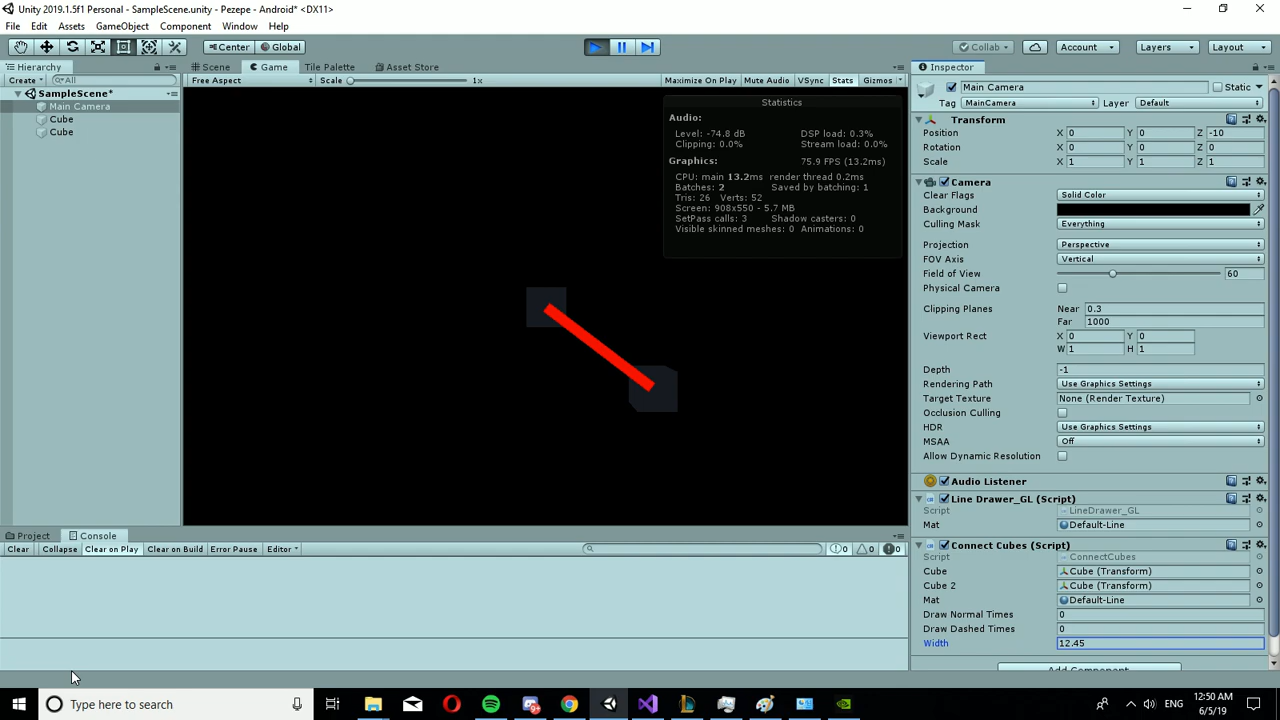 Unity 2019.1.5f1 Personal - SampleScene.unity - Pezepe - Android* <DX11>
File Edit Assets GameObject Component Window Help
Center Global Collab Account Layers Layout
Hierarchy Scene Game Tile Palette Asset Store Inspector
Create All Free Aspect Scale 1x Maximize On Play Mute Audio VSync Stats Gizmos
SampleScene*
Main Camera
Cube
Cube
Statistics
Audio:
Level: -74.8 dB DSP load: 0.3%
Clipping: 0.0% Stream load: 0.0%
Graphics: 75.9 FPS (13.2ms)
CPU: main 13.2ms render thread 0.2ms
Batches: 2 Saved by batching: 1
Tris: 26 Verts: 52
Screen: 908x550 - 5.7 MB
SetPass calls: 3 Shadow casters: 0
Visible skinned meshes: 0 Animations: 0
Main Camera Static
Tag MainCamera Layer Default
Transform
Position X 0 Y 0 Z -10
Rotation X 0 Y 0 Z 0
Scale X 1 Y 1 Z 1
Camera
Clear Flags Solid Color
Background
Culling Mask Everything
Projection Perspective
FOV Axis Vertical
Field of View 60
Physical Camera
Clipping Planes Near 0.3
Far 1000
Viewport Rect X 0 Y 0
W 1 H 1
Depth -1
Rendering Path Use Graphics Settings
Target Texture None (Render Texture)
Occlusion Culling
HDR Use Graphics Settings
MSAA Off
Allow Dynamic Resolution
Audio Listener
Line Drawer_GL (Script)
Script LineDrawer_GL
Mat Default-Line
Connect Cubes (Script)
Script ConnectCubes
Cube Cube (Transform)
Cube 2 Cube (Transform)
Mat Default-Line
Draw Normal Times 0
Draw Dashed Times 0
Width 12.45
Add Component
Project Console
Clear Collapse Clear on Play Clear on Build Error Pause Editor 0 0 0
Type here to search
12:50 AM
6/5/19